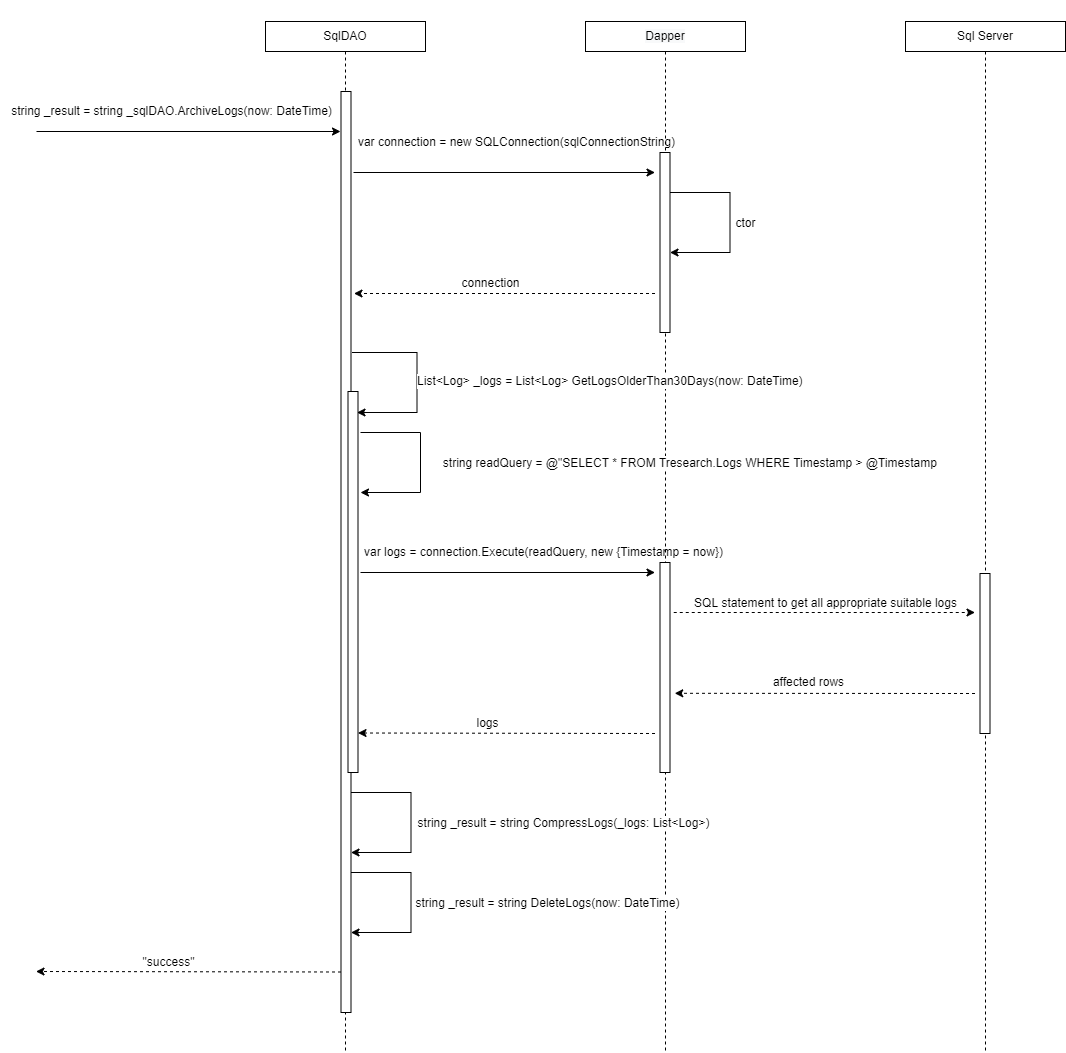 SqlDAO
Dapper
Sql Server
string _result = string _sqlDAO.ArchiveLogs(now: DateTime)
var connection = new SQLConnection(sqlConnectionString)
ctor
connection
List<Log> _logs = List<Log> GetLogsOlderThan30Days(now: DateTime)
string readQuery = @"SELECT * FROM Tresearch.Logs WHERE Timestamp > @Timestamp
var logs = connection.Execute(readQuery, new {Timestamp = now})
SQL statement to get all appropriate suitable logs
affected rows
logs
string _result = string CompressLogs(_logs: List<Log>)
string _result = string DeleteLogs(now: DateTime)
"success"